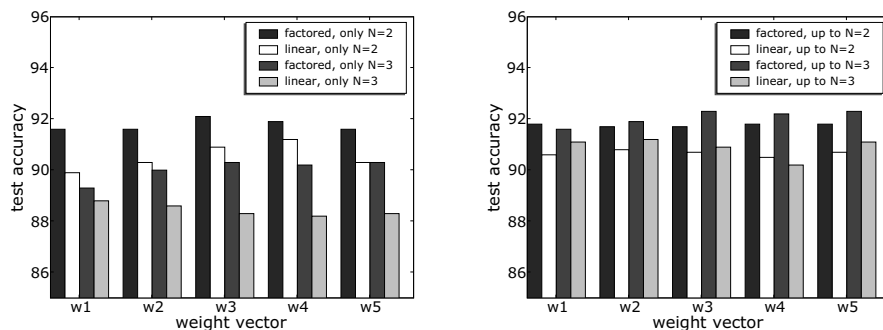 96
94
92
90
88
86
test accuracy
factored, only N=2
linear, only N=2
factored, only N=3
linear, only N=3
w1 w2 w3 w4 w5
weight vector
96
94
92
90
88
86
test accuracy
factored, up to N=2
linear, up to N=2
factored, up to N=3
linear, up to N=3
w1 w2 w3 w4 w5
weight vector